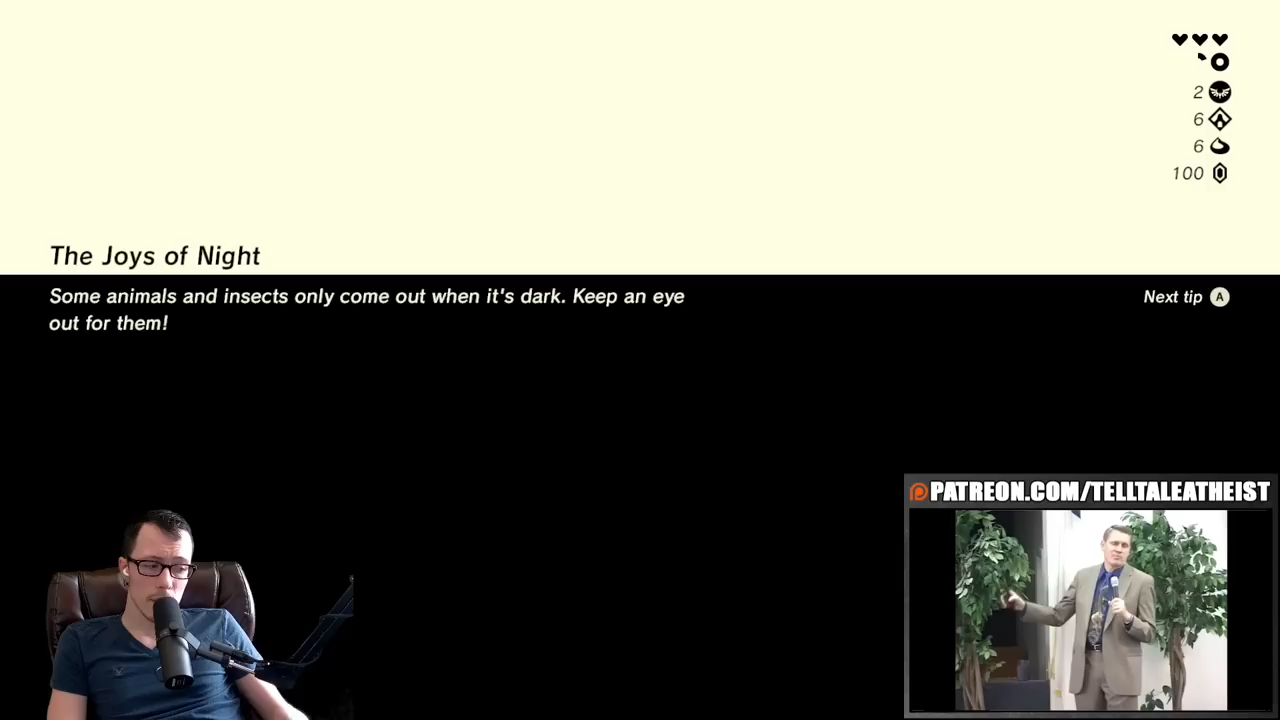 2
6
6
100
The Joys of Night
Some animals and insects only come out when it's dark. Keep an eye
out for them!
Next tip A
PATREON.COM/TELLTALEATHEIST